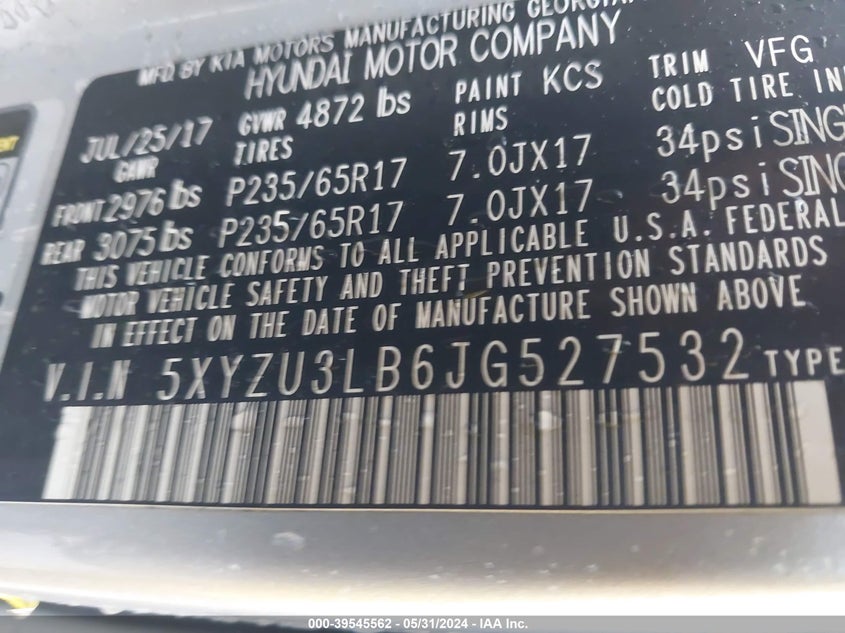 MFD BY KIA MOTORS MANUFACTURING GEORGIA
HYUNDAI MOTOR COMPANY
JUL/25/17 GVWR 4872 lbs PAINT KCS TRIM VFG
GAWR TIRES RIMS COLD TIRE
FRONT 2976 lbs P235/65R17 7.0JX17 34psi
REAR 3075 lbs P235/65R17 7.0JX17 34psi
THIS VEHICLE CONFORMS TO ALL APPLICABLE U.S.A. FEDERAL
MOTOR VEHICLE SAFETY AND THEFT PREVENTION STANDARDS
IN EFFECT ON THE DATE OF MANUFACTURE SHOWN ABOVE
V.I.N 5XYZU3LB6JG527532 TYPE
000-39545562 - 05/31/2024 - IAA Inc.